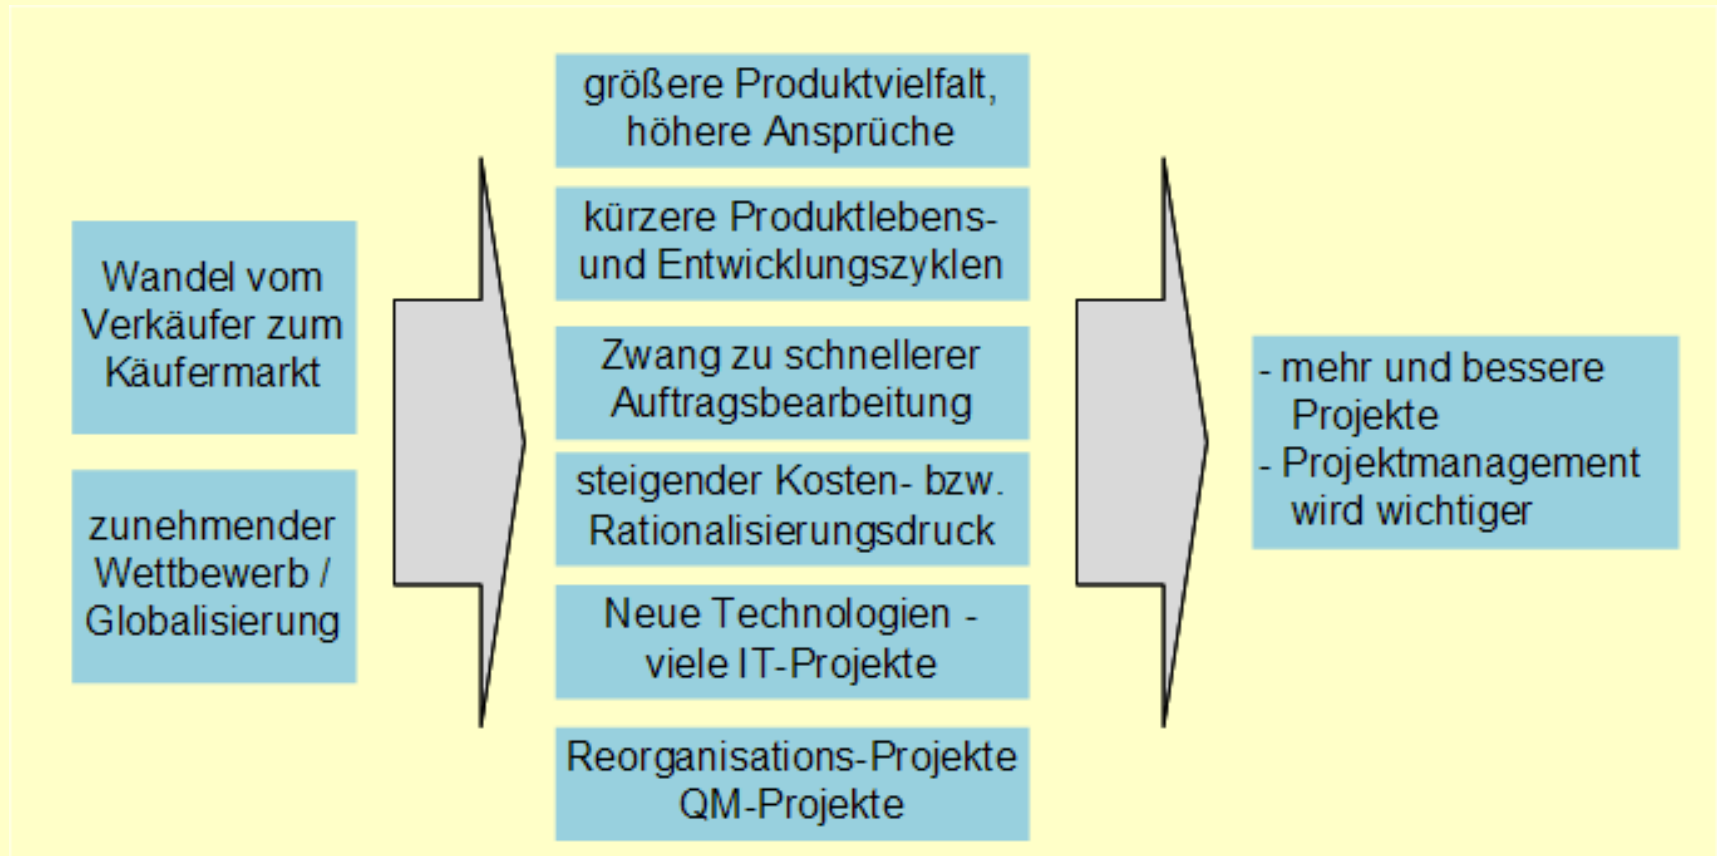 Wandel vom
Verkäufer zum
Käufermarkt
zunehmender
Wettbewerb /
Globalisierung
größere Produktvielfalt,
höhere Ansprüche
kürzere Produktlebens-
und Entwicklungszyklen
Zwang zu schnellerer
Auftragsbearbeitung
steigender Kosten- bzw.
Rationalisierungsdruck
Neue Technologien -
viele IT-Projekte
Reorganisations-Projekte
QM-Projekte
- mehr und bessere
Projekte
- Projektmanagement
wird wichtiger